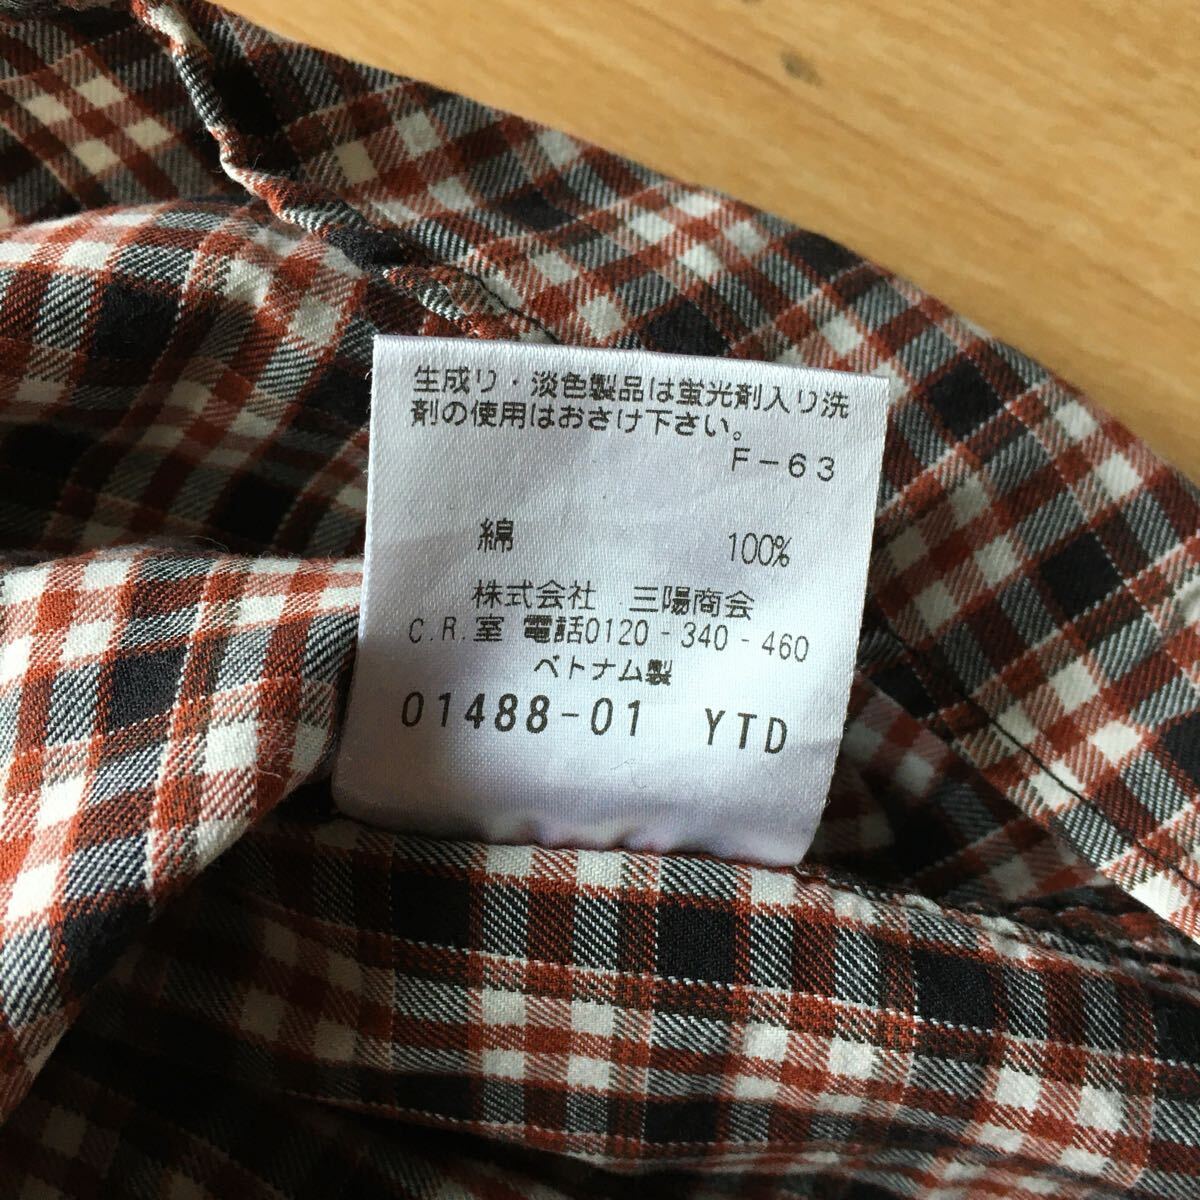 生成り・淡色製品は蛍光剤入り洗
剤の使用はおさけ下さい。
F-63
綿 100%
株式会社 三陽商会
C.R.室 電話0120-340-460
ベトナム製
01488-01 YTD